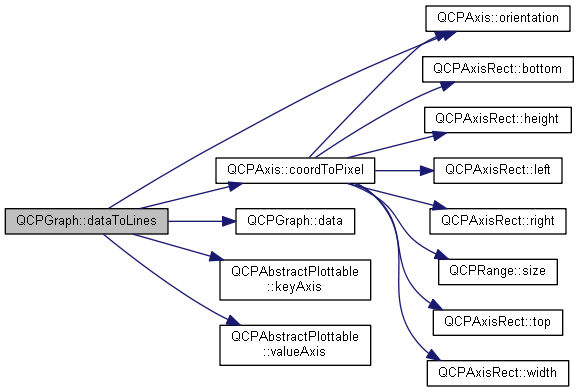 QCPGraph::dataToLines
QCPAxis::coordToPixel
QCPGraph::data
QCPAbstractPlottable
::keyAxis
QCPAbstractPlottable
::valueAxis
QCPAxis::orientation
QCPAxisRect::bottom
QCPAxisRect::height
QCPAxisRect::left
QCPAxisRect::right
QCPRange::size
QCPAxisRect::top
QCPAxisRect::width